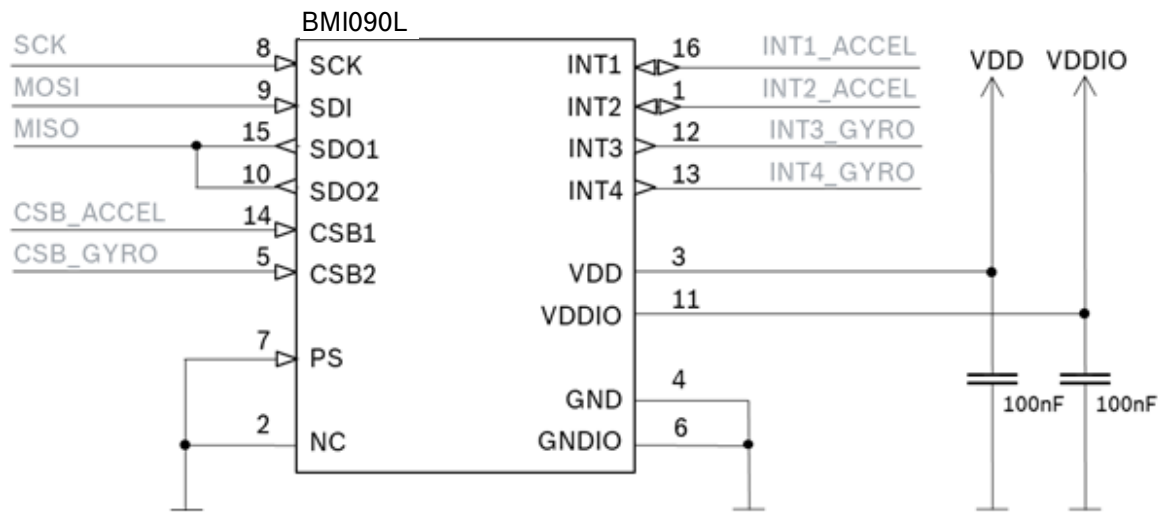 BMI090L
SCK
8
SCK
MOSI
9
SDI
MISO
15
SDO1
10
SDO2
CSB_ACCEL
14
CSB1
CSB_GYRO
5
CSB2
7
PS
2
NC
INT1
16
INT1_ACCEL
INT2
1
INT2_ACCEL
INT3
12
INT3_GYRO
INT4
13
INT4_GYRO
VDD
3
VDDIO
11
GND
4
GNDIO
6
VDD
VDDIO
100nF
100nF